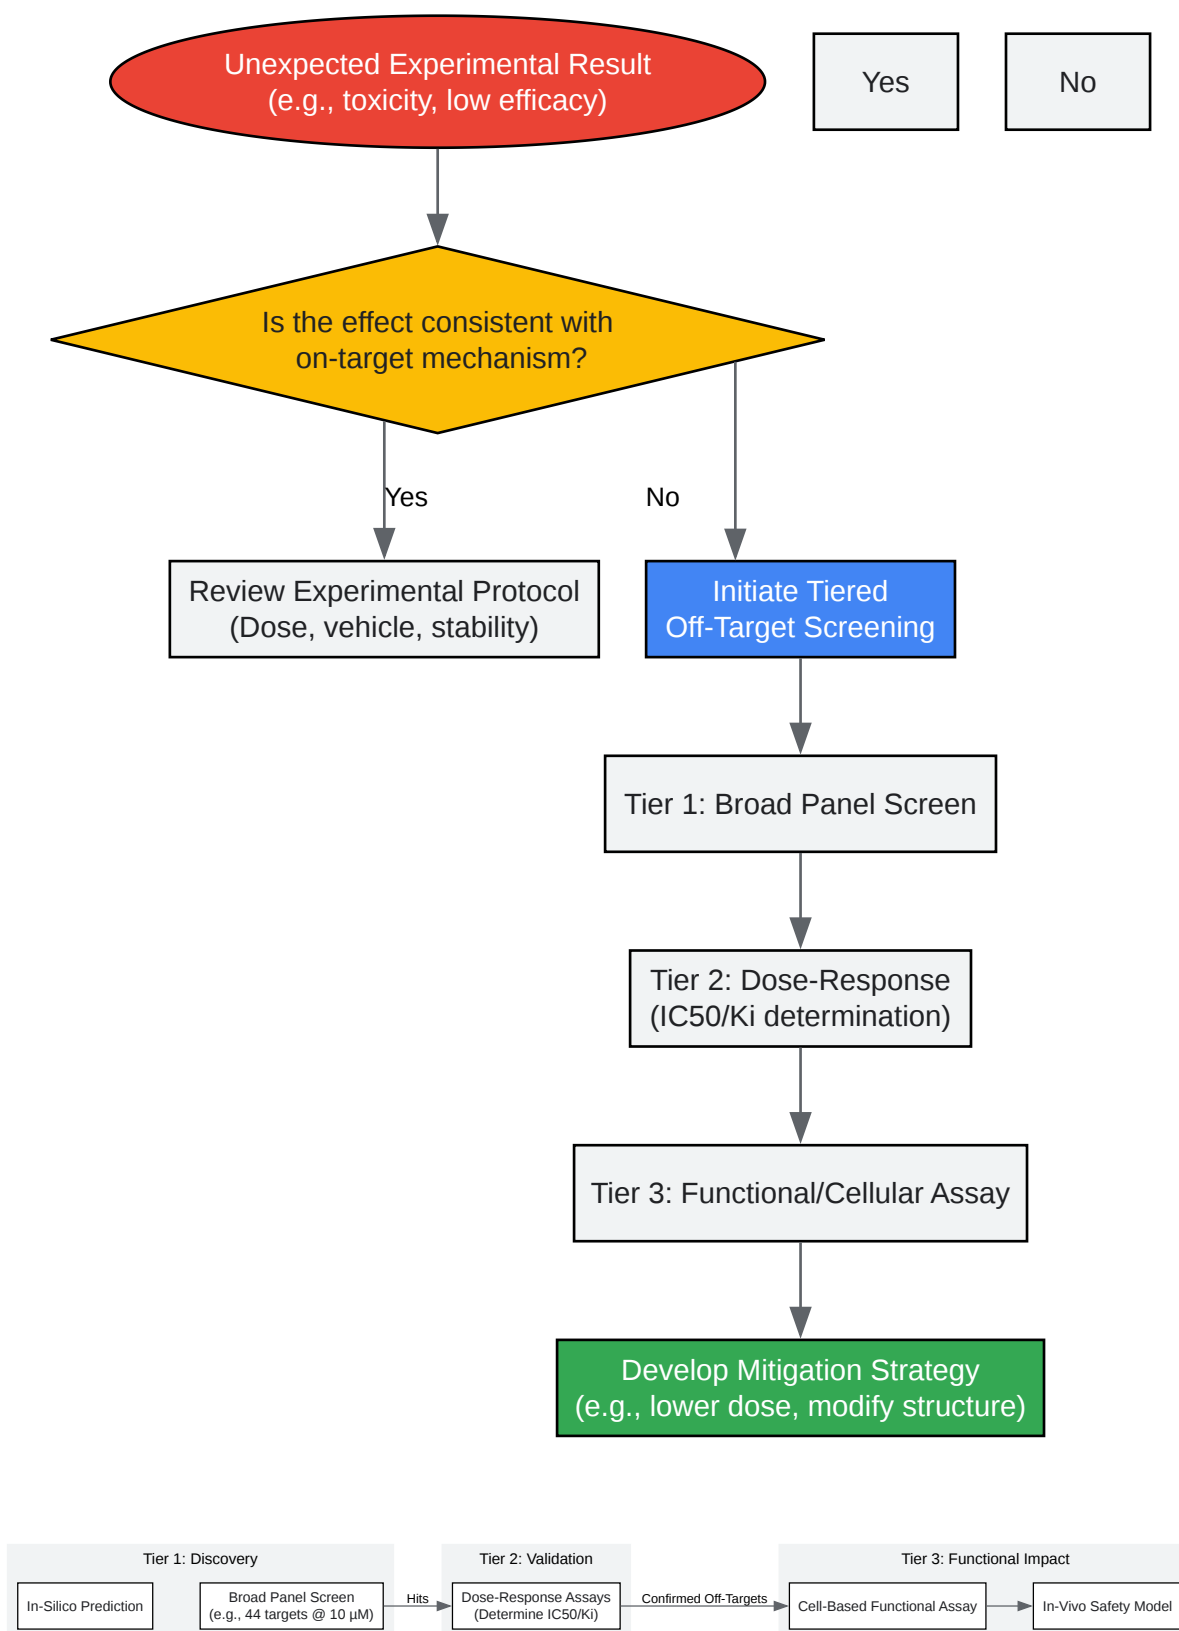 Unexpected Experimental Result
(e.g., toxicity, low efficacy)
Yes
No
Is the effect consistent with
on-target mechanism?
Yes
No
Review Experimental Protocol
(Dose, vehicle, stability)
Initiate Tiered
Off-Target Screening
Tier 1: Broad Panel Screen
Tier 2: Dose-Response
(IC50/Ki determination)
Tier 3: Functional/Cellular Assay
Develop Mitigation Strategy
(e.g., lower dose, modify structure)
Tier 1: Discovery
In-Silico Prediction
Broad Panel Screen
(e.g., 44 targets @ 10 µM)
Hits
Tier 2: Validation
Dose-Response Assays
(Determine IC50/Ki)
Confirmed Off-Targets
Tier 3: Functional Impact
Cell-Based Functional Assay
In-Vivo Safety Model